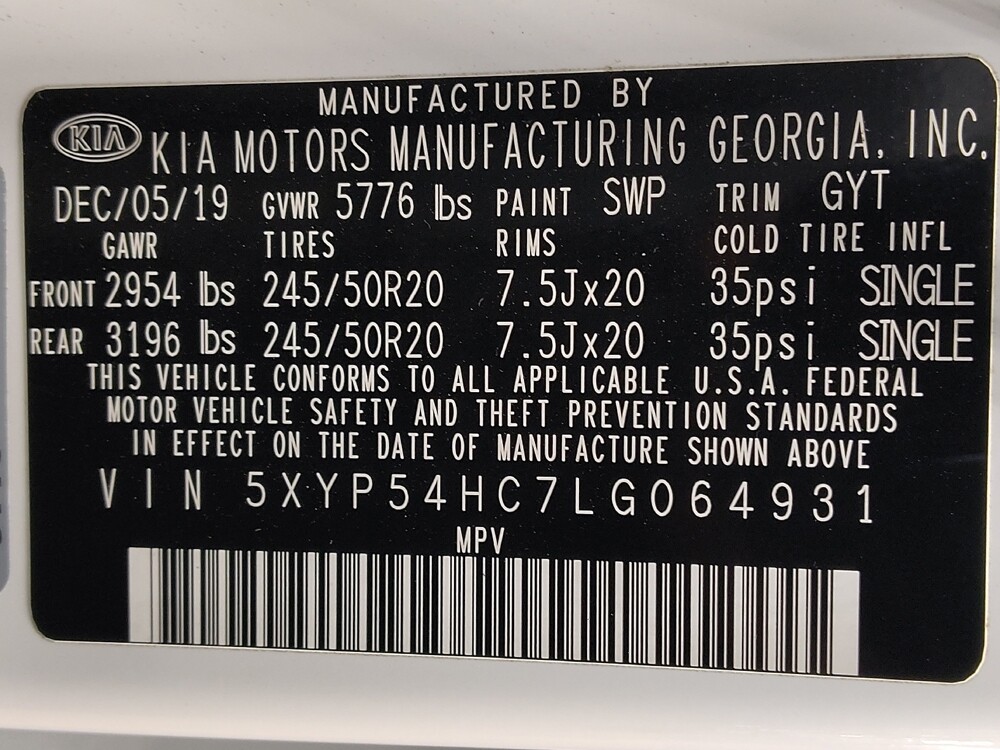 MANUFACTURED BY
KIA KIA MOTORS MANUFACTURING GEORGIA, INC.
DEC/05/19 GVWR 5776 lbs PAINT SWP TRIM GYT
GAWR TIRES RIMS COLD TIRE INFL
FRONT 2954 lbs 245/50R20 7.5Jx20 35psi SINGLE
REAR 3196 lbs 245/50R20 7.5Jx20 35psi SINGLE
THIS VEHICLE CONFORMS TO ALL APPLICABLE U.S.A. FEDERAL
MOTOR VEHICLE SAFETY AND THEFT PREVENTION STANDARDS
IN EFFECT ON THE DATE OF MANUFACTURE SHOWN ABOVE
VIN 5XYP54HC7LG064931
MPV